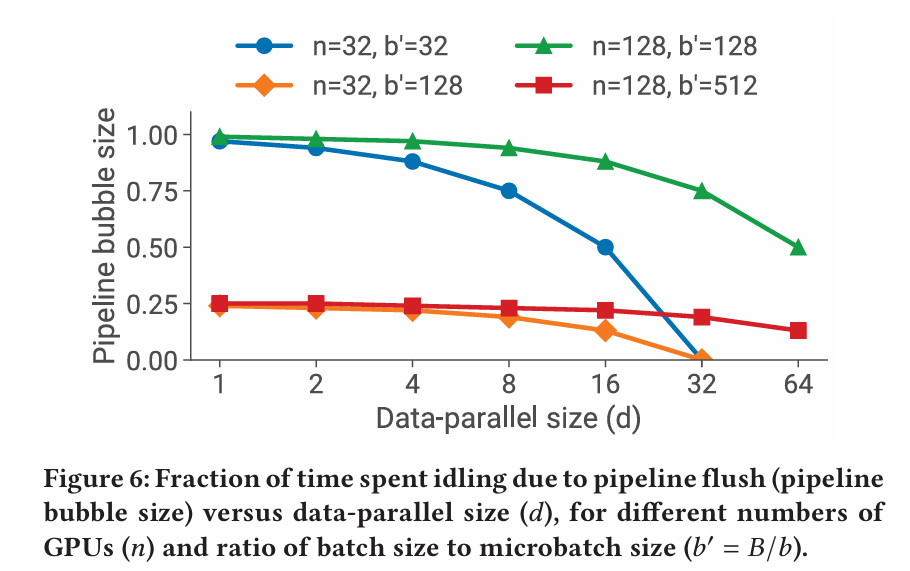 n=32, b'=32
n=128, b'=128
n=32, b'=128
n=128, b'=512
Pipeline bubble size
1.00
0.75
0.50
0.25
0.00
1 2 4 8 16 32 64
Data-parallel size (d)
Figure 6: Fraction of time spent idling due to pipeline flush (pipeline
bubble size) versus data-parallel size (d), for different numbers of
GPUs (n) and ratio of batch size to microbatch size (b′ = B/b).